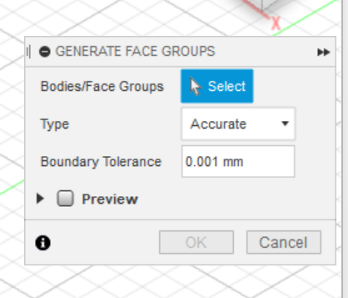 X
GENERATE FACE GROUPS
Bodies/Face Groups Select
Type Accurate
Boundary Tolerance 0.001 mm
Preview
OK Cancel